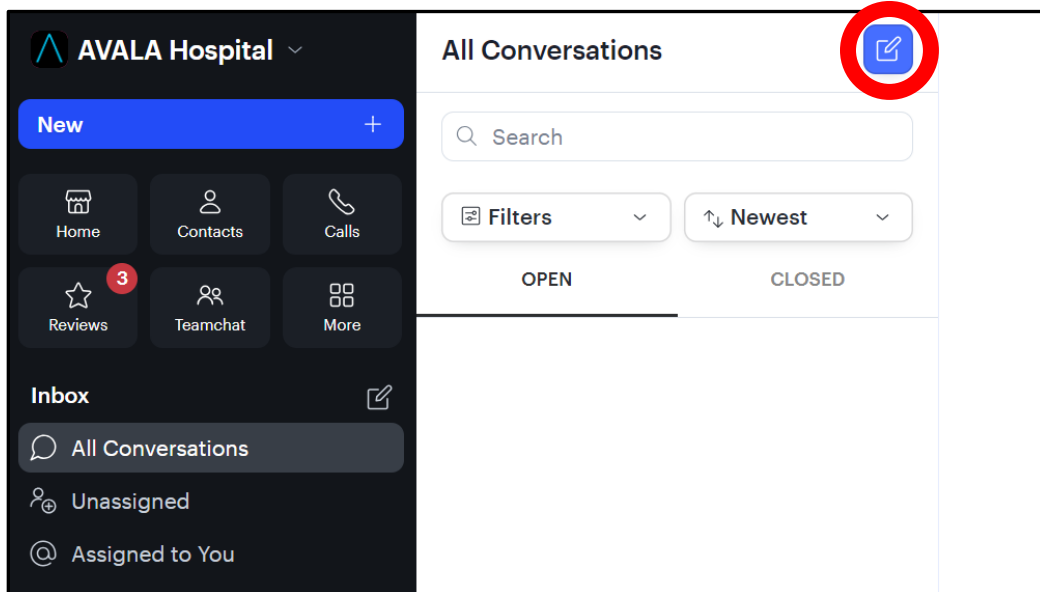 AVALA Hospital
New
Home
Contacts
Calls
3
Reviews
Teamchat
More
Inbox
All Conversations
Unassigned
Assigned to You
All Conversations
Search
Filters
Newest
OPEN
CLOSED